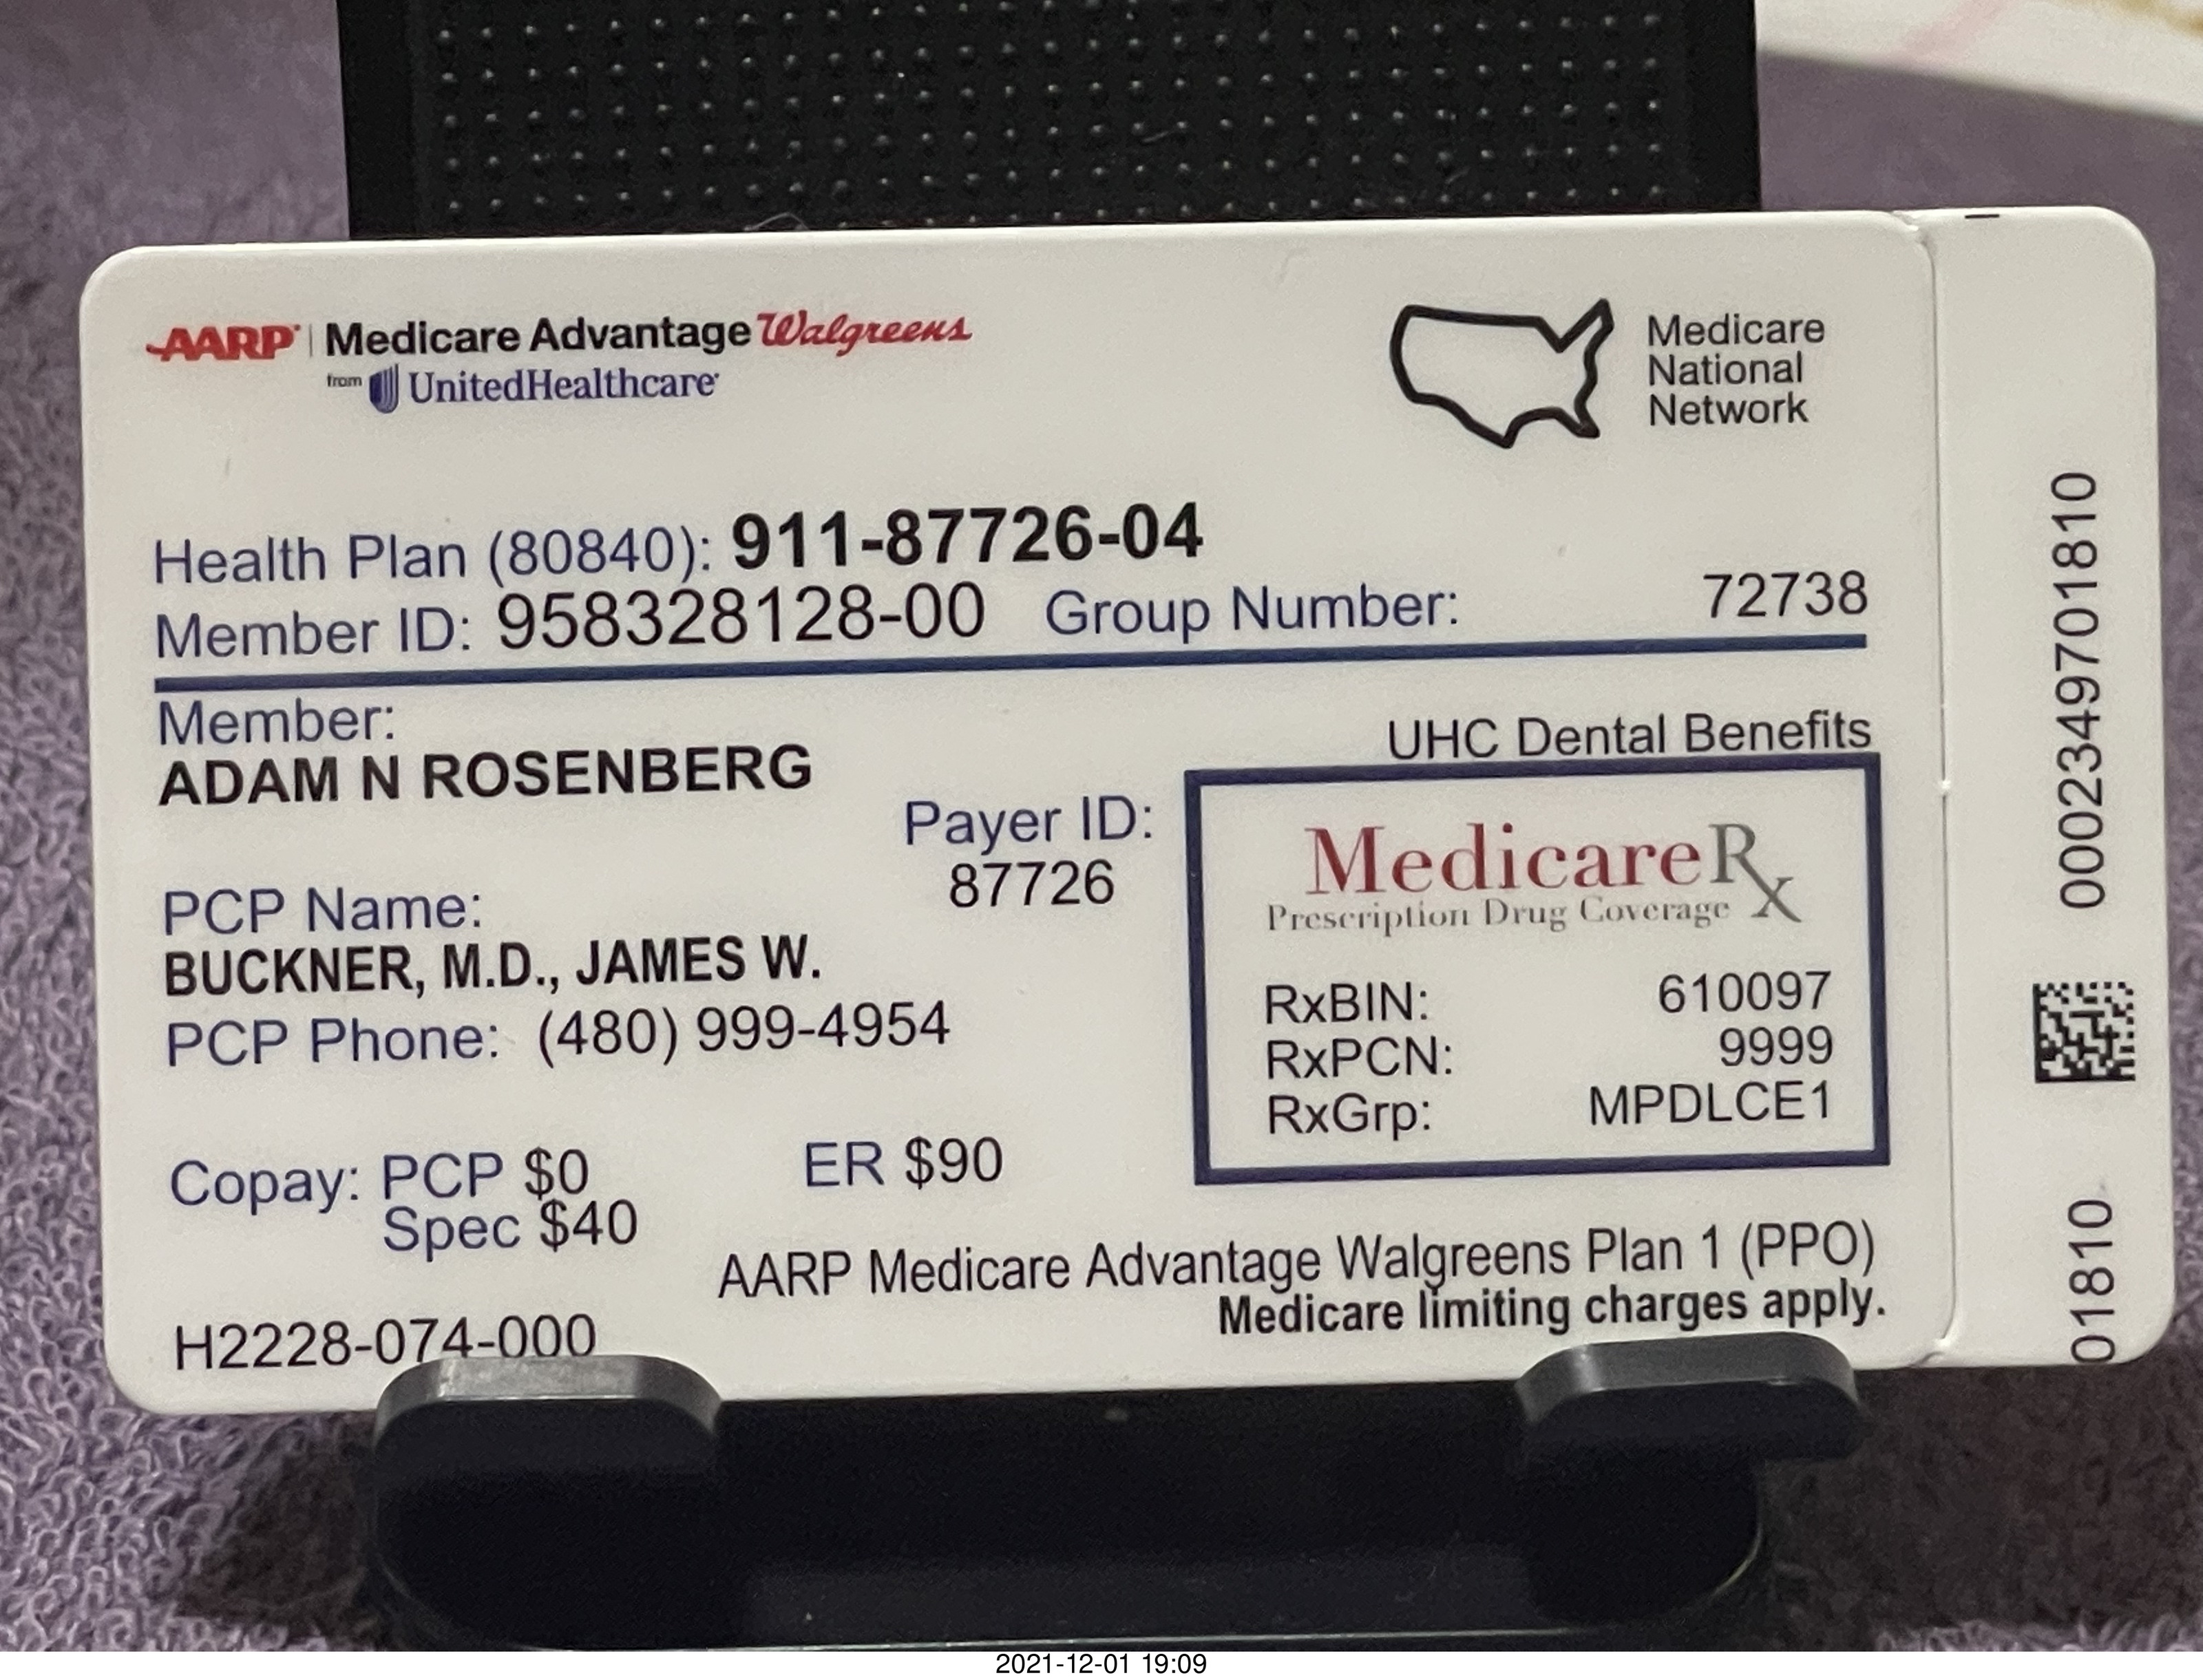 AARP | Medicare Advantage Walgreens
from UnitedHealthcare
Medicare
National
Network
Health Plan (80840): 911-87726-04
Member ID: 958328128-00 Group Number: 72738
Member:
ADAM N ROSENBERG
UHC Dental Benefits
Payer ID:
87726
PCP Name:
BUCKNER, M.D., JAMES W.
PCP Phone: (480) 999-4954
MedicareRx
Prescription Drug Coverage
RxBIN: 610097
RxPCN: 9999
RxGrp: MPDLCE1
Copay: PCP $0 ER $90
Spec $40
AARP Medicare Advantage Walgreens Plan 1 (PPO)
Medicare limiting charges apply.
H2228-074-000
0002349701810
01810
2021-12-01 19:09